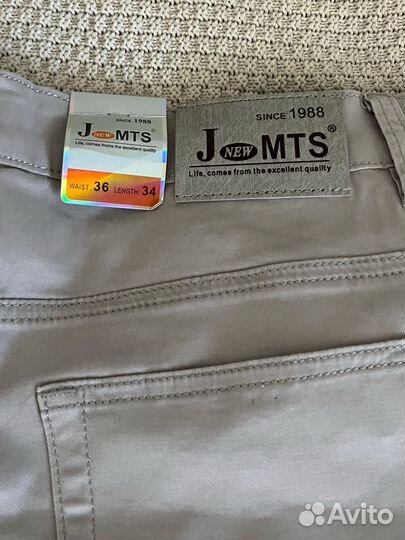 SINCE 1988
J NEW MTS®
Life, comes from the excellent quality
WAIST: 36 LENGTH: 34
SINCE 1988
J NEW MTS®
Life, comes from the excellent quality
Avito